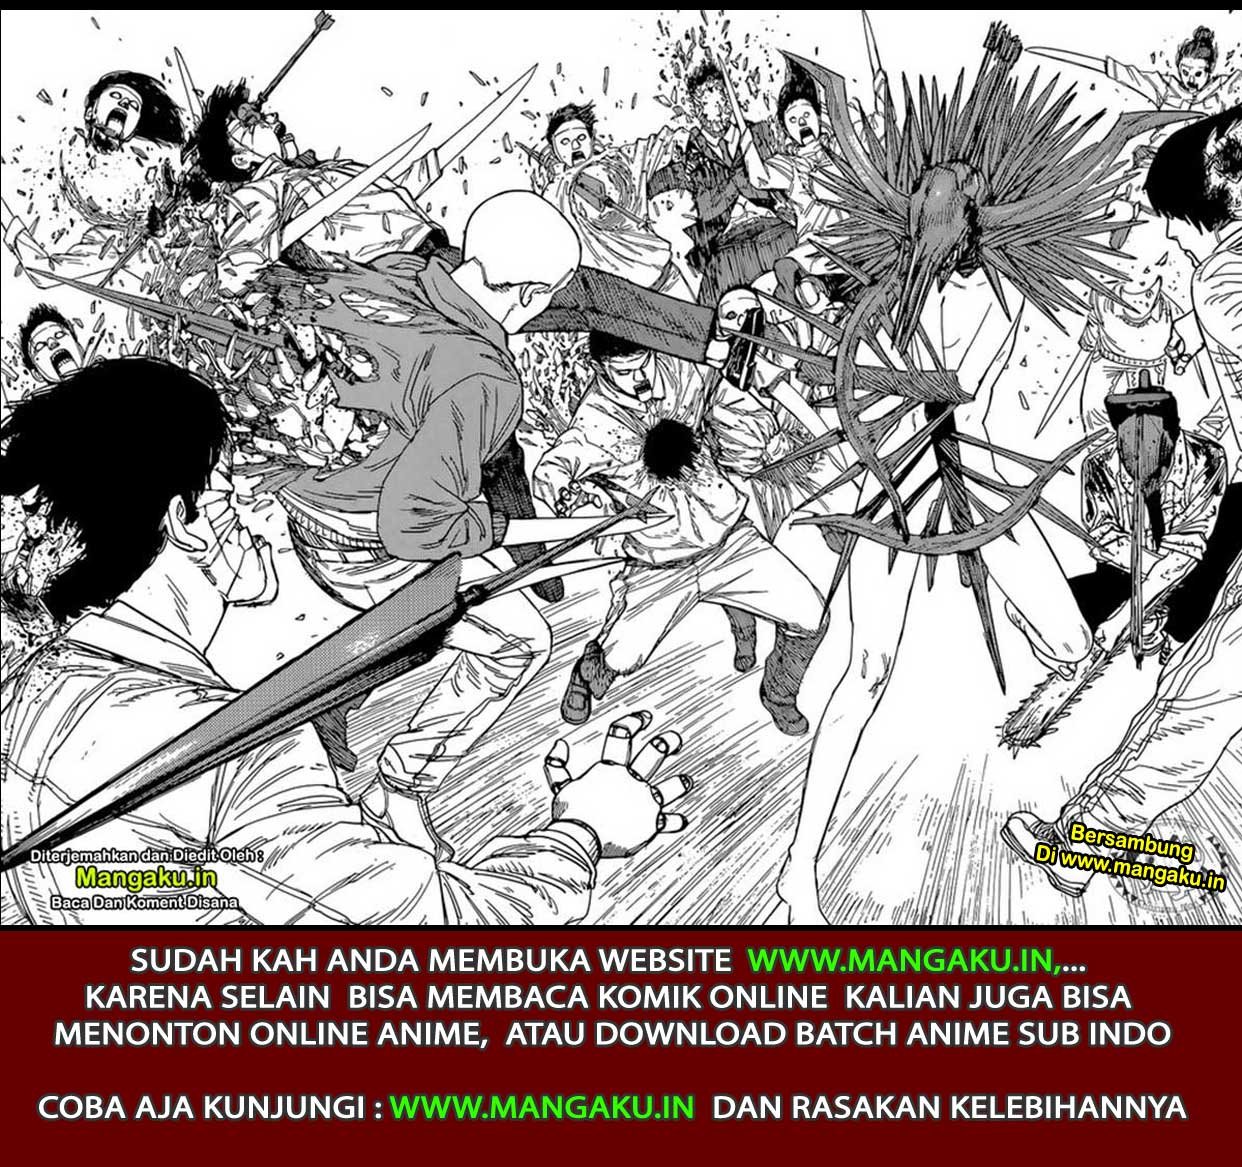 Diterjemahkan dan Diedit Oleh :
Mangaku.in
Baca Dan Koment Disana
Bersambung
Di www.mangaku.in
SUDAH KAH ANDA MEMBUKA WEBSITE WWW.MANGAKU.IN,...
KARENA SELAIN BISA MEMBACA KOMIK ONLINE KALIAN JUGA BISA
MENONTON ONLINE ANIME, ATAU DOWNLOAD BATCH ANIME SUB INDO
COBA AJA KUNJUNGI : WWW.MANGAKU.IN DAN RASAKAN KELEBIHANNYA